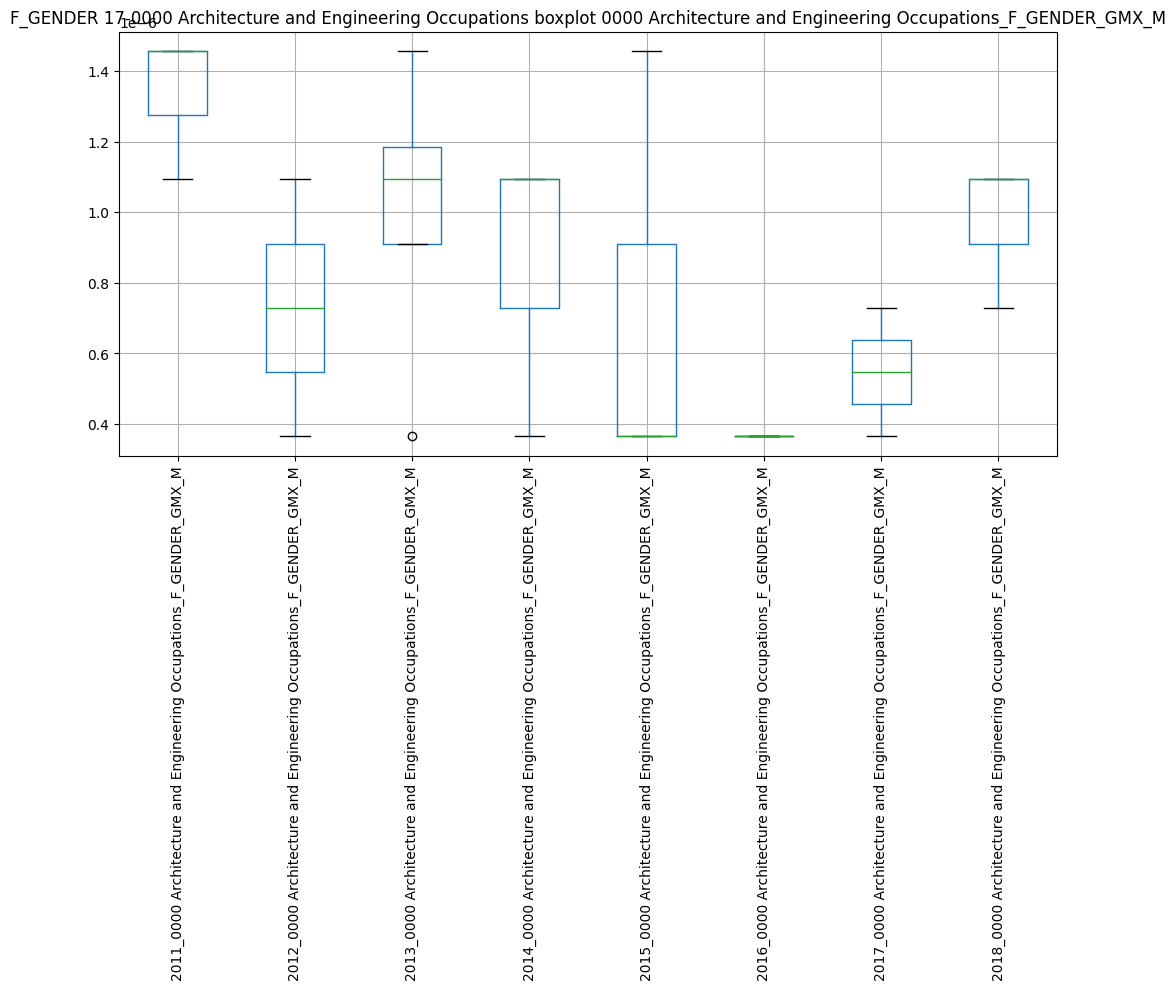 F_GENDER 17 0000 Architecture and Engineering Occupations boxplot 0000 Architecture and Engineering Occupations_F_GENDER_GMX_M
1e−6
1.4
1.2
1.0
0.8
0.6
0.4
2011_0000 Architecture and Engineering Occupations_F_GENDER_GMX_M
2012_0000 Architecture and Engineering Occupations_F_GENDER_GMX_M
2013_0000 Architecture and Engineering Occupations_F_GENDER_GMX_M
2014_0000 Architecture and Engineering Occupations_F_GENDER_GMX_M
2015_0000 Architecture and Engineering Occupations_F_GENDER_GMX_M
2016_0000 Architecture and Engineering Occupations_F_GENDER_GMX_M
2017_0000 Architecture and Engineering Occupations_F_GENDER_GMX_M
2018_0000 Architecture and Engineering Occupations_F_GENDER_GMX_M